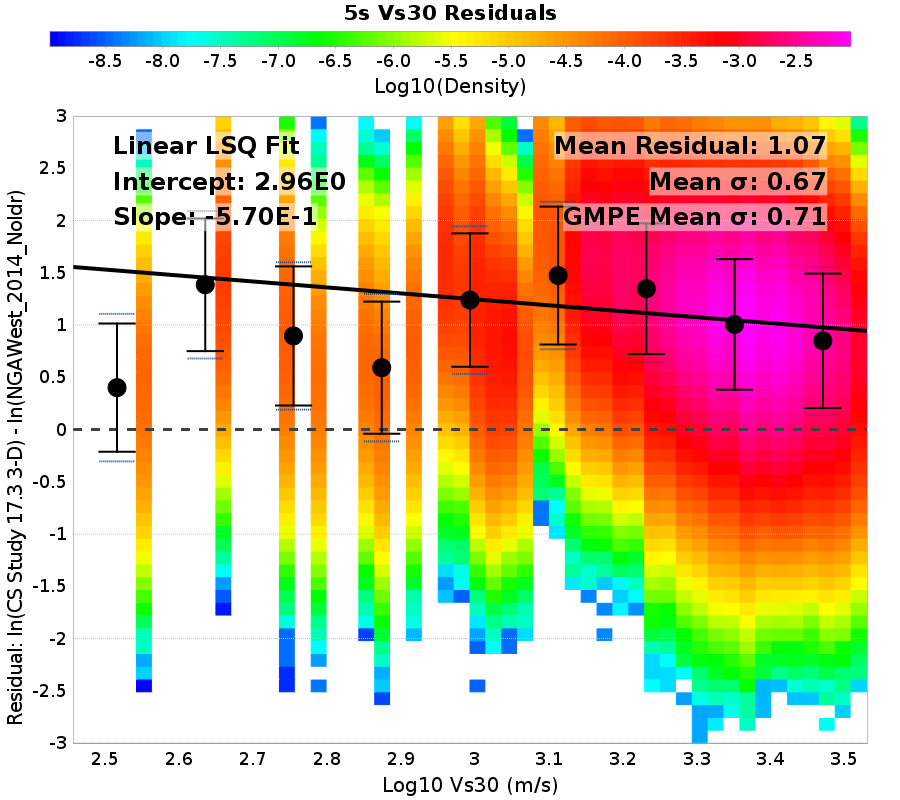 5s Vs30 Residuals
-8.5 -8.0 -7.5 -7.0 -6.5 -6.0 -5.5 -5.0 -4.5 -4.0 -3.5 -3.0 -2.5
Log10(Density)
Linear LSQ Fit
Intercept: 2.96E0
Slope: -5.70E-1
Mean Residual: 1.07
Mean σ: 0.67
GMPE Mean σ: 0.71
3
2.5
2
1.5
1
0.5
0
-0.5
-1
-1.5
-2
-2.5
-3
Residual: ln(CS Study 17.3 3-D) - ln(NGAWest_2014_NoIdr)
2.5 2.6 2.7 2.8 2.9 3 3.1 3.2 3.3 3.4 3.5
Log10 Vs30 (m/s)